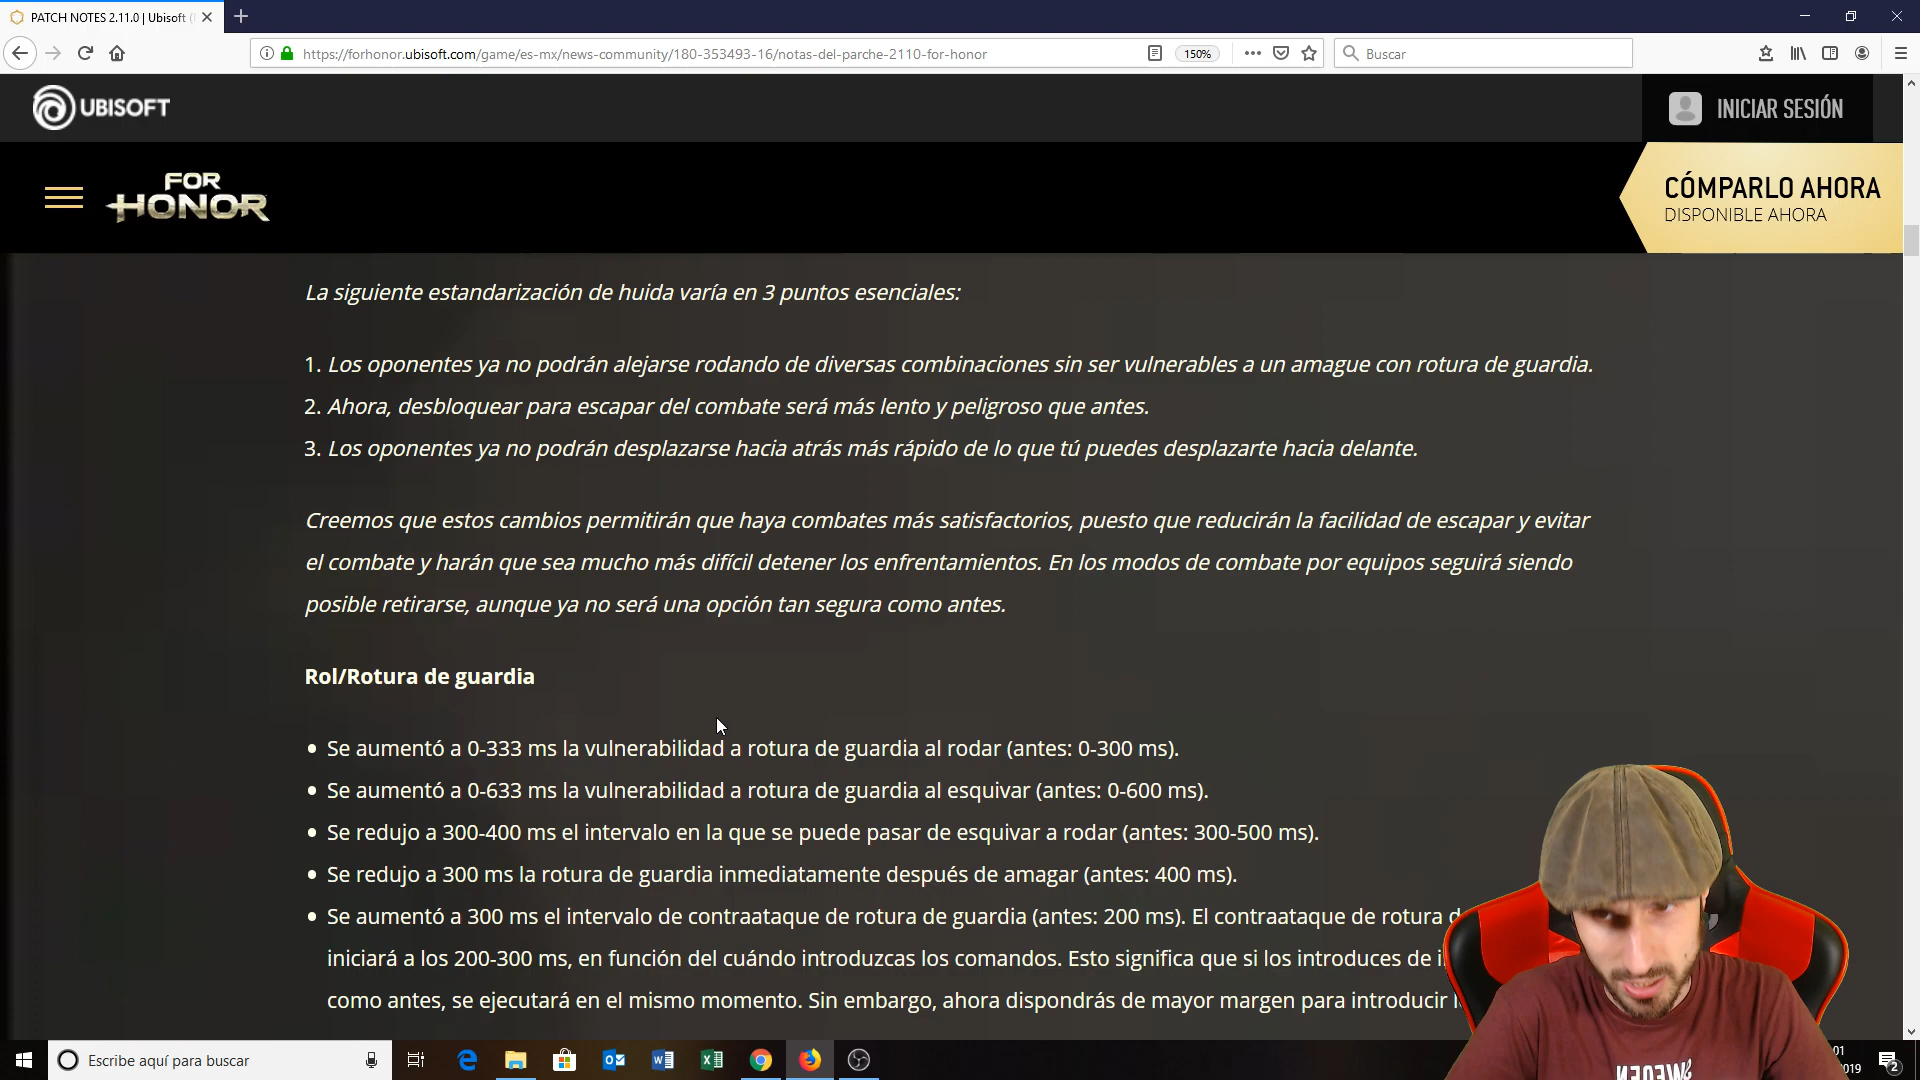 PATCH NOTES 2.11.0 | Ubisoft
https://forhonor.ubisoft.com/game/es-mx/news-community/180-353493-16/notas-del-parche-2110-for-honor
150%
Buscar
UBISOFT
INICIAR SESIÓN
FOR
HONOR
CÓMPARLO AHORA
DISPONIBLE AHORA
La siguiente estandarización de huida varía en 3 puntos esenciales:
1. Los oponentes ya no podrán alejarse rodando de diversas combinaciones sin ser vulnerables a un amague con rotura de guardia.
2. Ahora, desbloquear para escapar del combate será más lento y peligroso que antes.
3. Los oponentes ya no podrán desplazarse hacia atrás más rápido de lo que tú puedes desplazarte hacia delante.
Creemos que estos cambios permitirán que haya combates más satisfactorios, puesto que reducirán la facilidad de escapar y evitar
el combate y harán que sea mucho más difícil detener los enfrentamientos. En los modos de combate por equipos seguirá siendo
posible retirarse, aunque ya no será una opción tan segura como antes.
Rol/Rotura de guardia
• Se aumentó a 0-333 ms la vulnerabilidad a rotura de guardia al rodar (antes: 0-300 ms).
• Se aumentó a 0-633 ms la vulnerabilidad a rotura de guardia al esquivar (antes: 0-600 ms).
• Se redujo a 300-400 ms el intervalo en la que se puede pasar de esquivar a rodar (antes: 300-500 ms).
• Se redujo a 300 ms la rotura de guardia inmediatamente después de amagar (antes: 400 ms).
• Se aumentó a 300 ms el intervalo de contraataque de rotura de guardia (antes: 200 ms). El contraataque de rotura
iniciará a los 200-300 ms, en función del cuándo introduzcas los comandos. Esto significa que si los introduces de
como antes, se ejecutará en el mismo momento. Sin embargo, ahora dispondrás de mayor margen para introducir
Escribe aquí para buscar
01
2019
2
SWEDEN